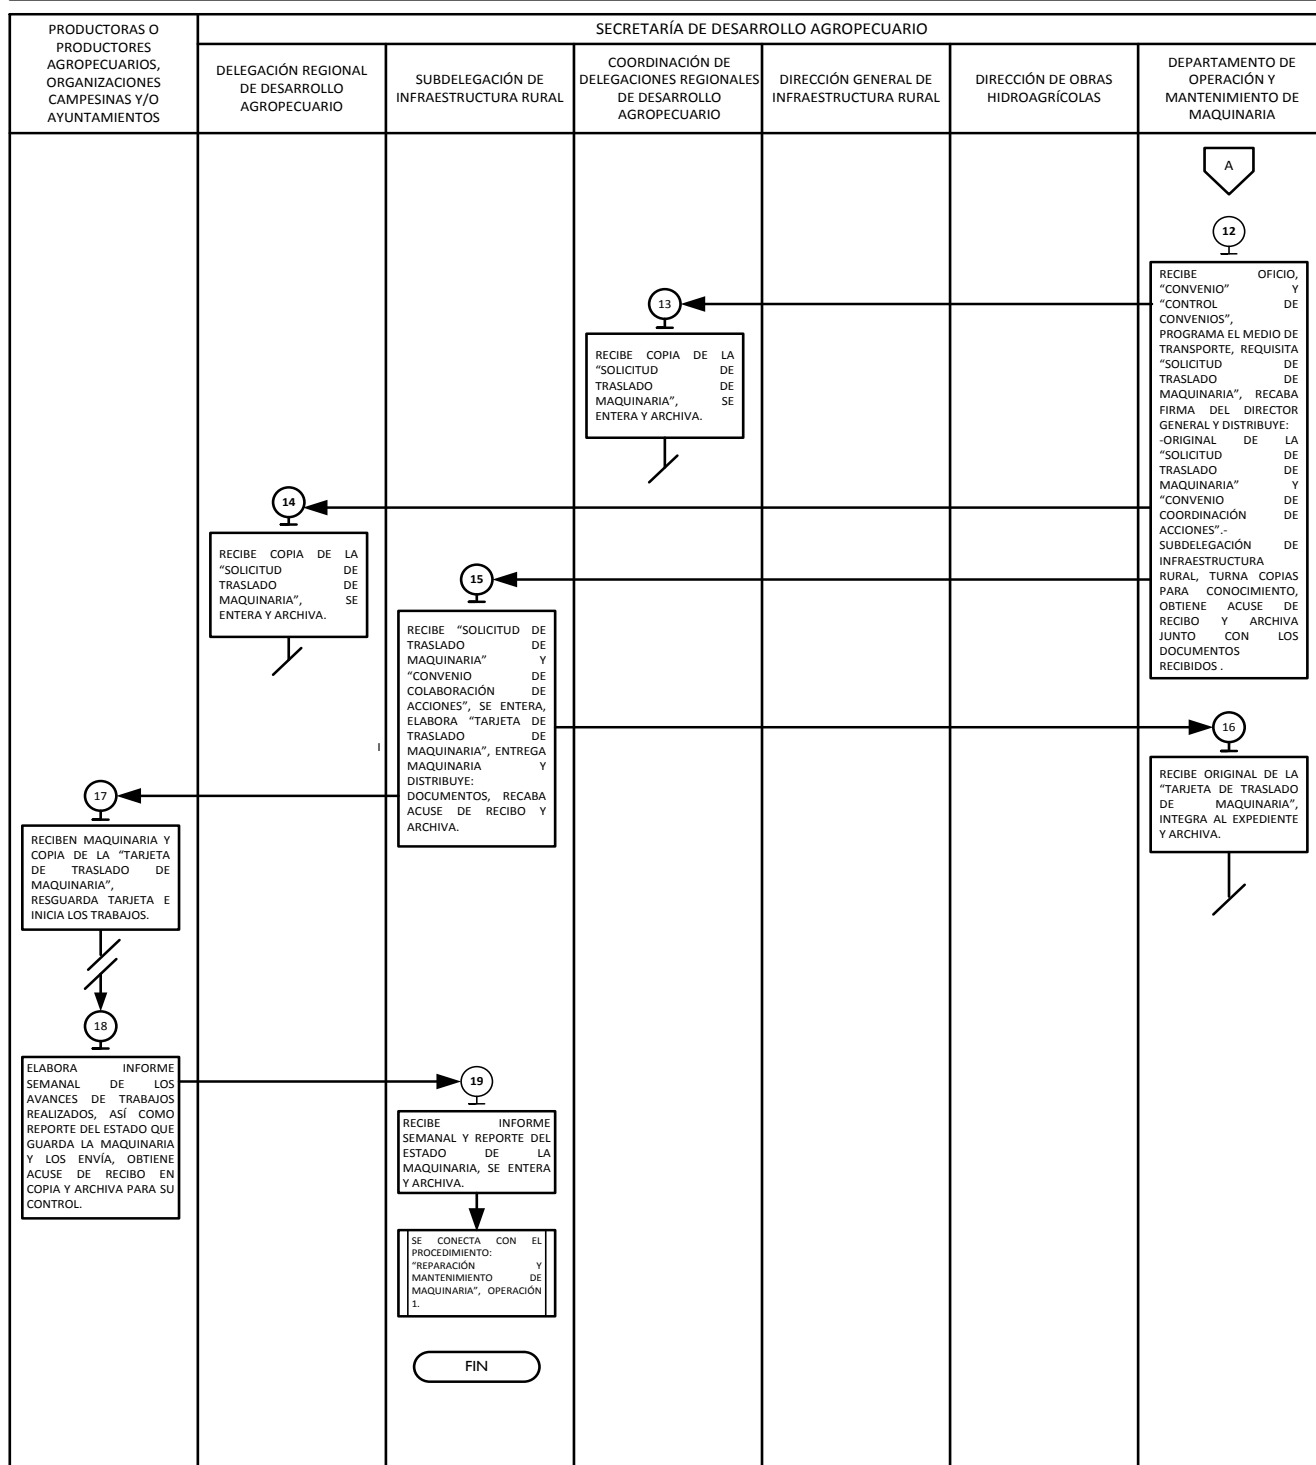 SECRETARÍA DE DESARROLLO AGROPECUARIO
PRODUCTORAS O
PRODUCTORES
AGROPECUARIOS,
ORGANIZACIONES
CAMPESINAS Y/O
AYUNTAMIENTOS
DELEGACIÓN REGIONAL
DE DESARROLLO
AGROPECUARIO
SUBDELEGACIÓN DE
INFRAESTRUCTURA RURAL
COORDINACIÓN DE
DELEGACIONES REGIONALES
DE DESARROLLO
AGROPECUARIO
DIRECCIÓN GENERAL DE
INFRAESTRUCTURA RURAL
DIRECCIÓN DE OBRAS
HIDROAGRÍCOLAS
DEPARTAMENTO DE
OPERACIÓN Y
MANTENIMIENTO DE
MAQUINARIA
A
12
RECIBE OFICIO,
“CONVENIO” Y
“CONTROL DE
CONVENIOS”,
PROGRAMA EL MEDIO DE
TRANSPORTE, REQUISITA
“SOLICITUD DE
TRASLADO DE
MAQUINARIA”, RECABA
FIRMA DEL DIRECTOR
GENERAL Y DISTRIBUYE:
-ORIGINAL DE LA
“SOLICITUD DE
TRASLADO DE
MAQUINARIA” Y
“CONVENIO DE
COORDINACIÓN DE
ACCIONES”.-
SUBDELEGACIÓN DE
INFRAESTRUCTURA
RURAL, TURNA COPIAS
PARA CONOCIMIENTO,
OBTIENE ACUSE DE
RECIBO Y ARCHIVA
JUNTO CON LOS
DOCUMENTOS
RECIBIDOS .
13
RECIBE COPIA DE LA
“SOLICITUD DE
TRASLADO DE
MAQUINARIA”, SE
ENTERA Y ARCHIVA.
14
RECIBE COPIA DE LA
“SOLICITUD DE
TRASLADO DE
MAQUINARIA”, SE
ENTERA Y ARCHIVA.
15
RECIBE “SOLICITUD DE
TRASLADO DE
MAQUINARIA” Y
“CONVENIO DE
COLABORACIÓN DE
ACCIONES”, SE ENTERA,
ELABORA “TARJETA DE
TRASLADO DE
MAQUINARIA”, ENTREGA
MAQUINARIA Y
DISTRIBUYE:
DOCUMENTOS, RECABA
ACUSE DE RECIBO Y
ARCHIVA.
I
16
RECIBE ORIGINAL DE LA
“TARJETA DE TRASLADO
DE MAQUINARIA”,
INTEGRA AL EXPEDIENTE
Y ARCHIVA.
17
RECIBEN MAQUINARIA Y
COPIA DE LA “TARJETA
DE TRASLADO DE
MAQUINARIA”,
RESGUARDA TARJETA E
INICIA LOS TRABAJOS.
18
ELABORA INFORME
SEMANAL DE LOS
AVANCES DE TRABAJOS
REALIZADOS, ASÍ COMO
REPORTE DEL ESTADO QUE
GUARDA LA MAQUINARIA
Y LOS ENVÍA, OBTIENE
ACUSE DE RECIBO EN
COPIA Y ARCHIVA PARA SU
CONTROL.
19
RECIBE INFORME
SEMANAL Y REPORTE DEL
ESTADO DE LA
MAQUINARIA, SE ENTERA
Y ARCHIVA.
SE CONECTA CON EL
PROCEDIMIENTO:
“REPARACIÓN Y
MANTENIMIENTO DE
MAQUINARIA”, OPERACIÓN
1.
FIN